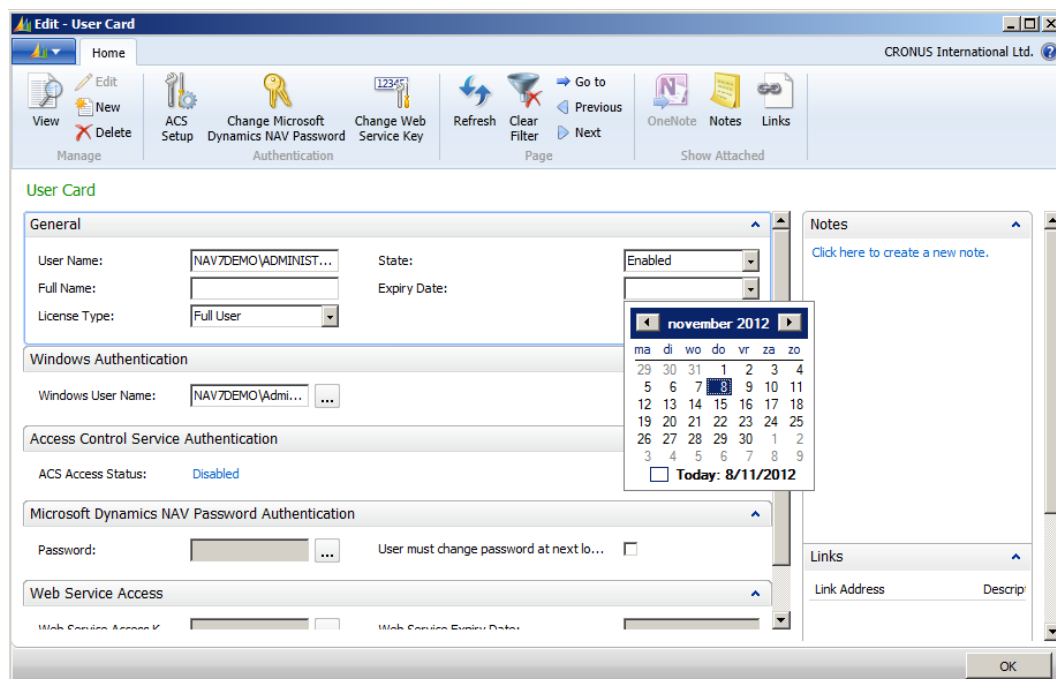 Edit - User Card
Home
CRONUS International Ltd.
View
Edit
New
Delete
Manage
ACS Setup
Change Microsoft Dynamics NAV Password
Change Web Service Key
Authentication
Refresh
Clear Filter
Go to
Previous
Next
Page
OneNote
Notes
Links
Show Attached
User Card
General
User Name: NAV7DEMO\ADMINIST... State: Enabled
Full Name: Expiry Date:
License Type: Full User
november 2012
ma di wo do vr za zo
29 30 31 1 2 3 4
5 6 7 8 9 10 11
12 13 14 15 16 17 18
19 20 21 22 23 24 25
26 27 28 29 30 1 2
3 4 5 6 7 8 9
Today: 8/11/2012
Windows Authentication
Windows User Name: NAV7DEMO\Admi... ...
Access Control Service Authentication
ACS Access Status: Disabled
Microsoft Dynamics NAV Password Authentication
Password: ... User must change password at next lo...
Web Service Access
Web Service Access K Web Service Expiry Date:
Notes
Click here to create a new note.
Links
Link Address Descrip
OK